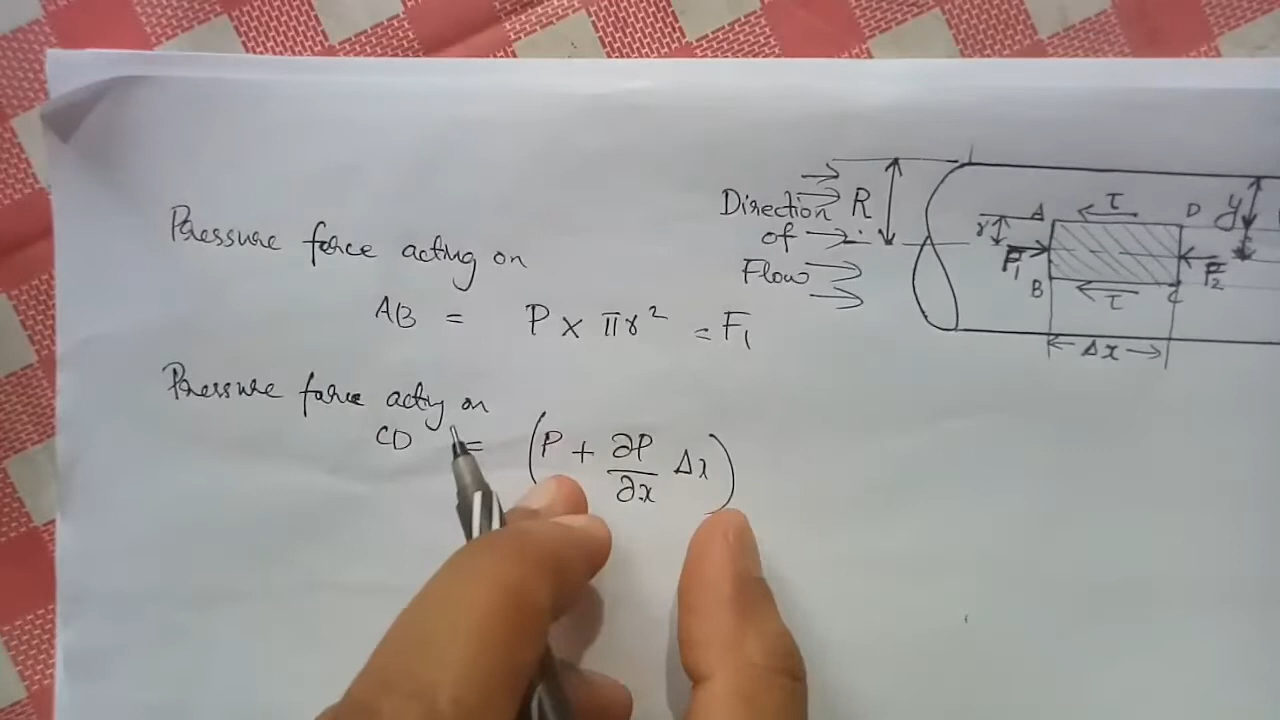 Pressure force acting on
AB = P × πr² = F₁
Pressure force acting on
CD = (P + ∂P/∂x Δx)
Direction
of
Flow
R
r
A
τ
D
y
F₁
F₂
B
τ
C
Δx